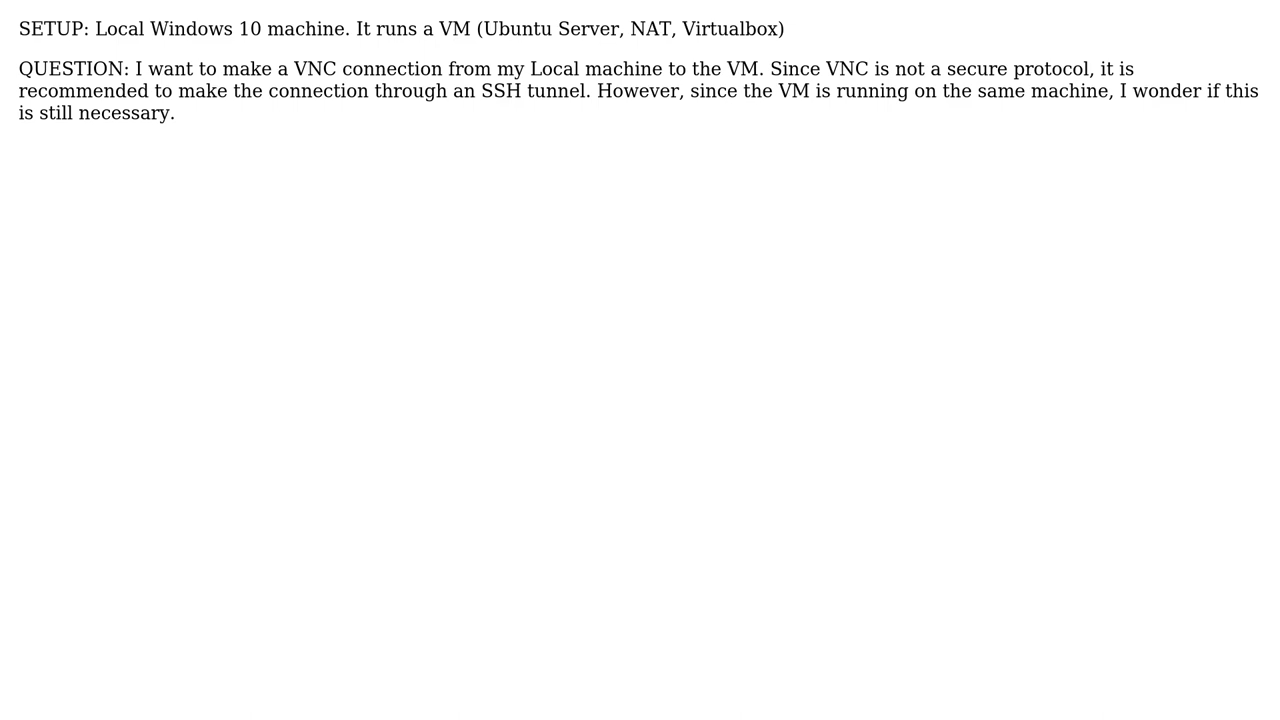 SETUP: Local Windows 10 machine. It runs a VM (Ubuntu Server, NAT, Virtualbox)
QUESTION: I want to make a VNC connection from my Local machine to the VM. Since VNC is not a secure protocol, it is
recommended to make the connection through an SSH tunnel. However, since the VM is running on the same machine, I wonder if this
is still necessary.